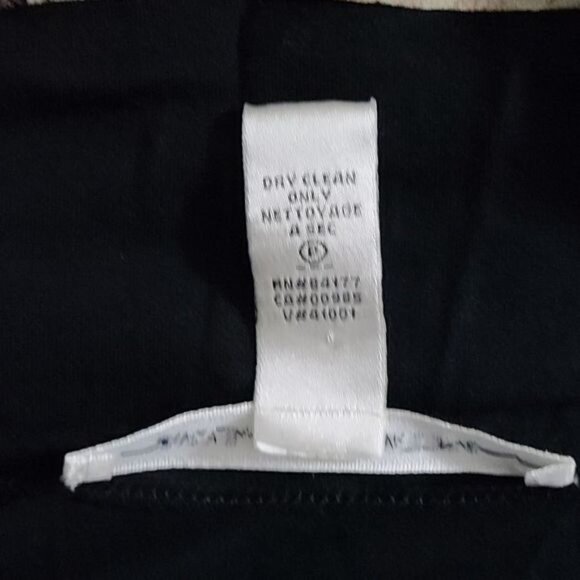 DRY CLEAN
ONLY
NETTOYAGE
A SEC
P
RN#84177
CA#00985
V#41001